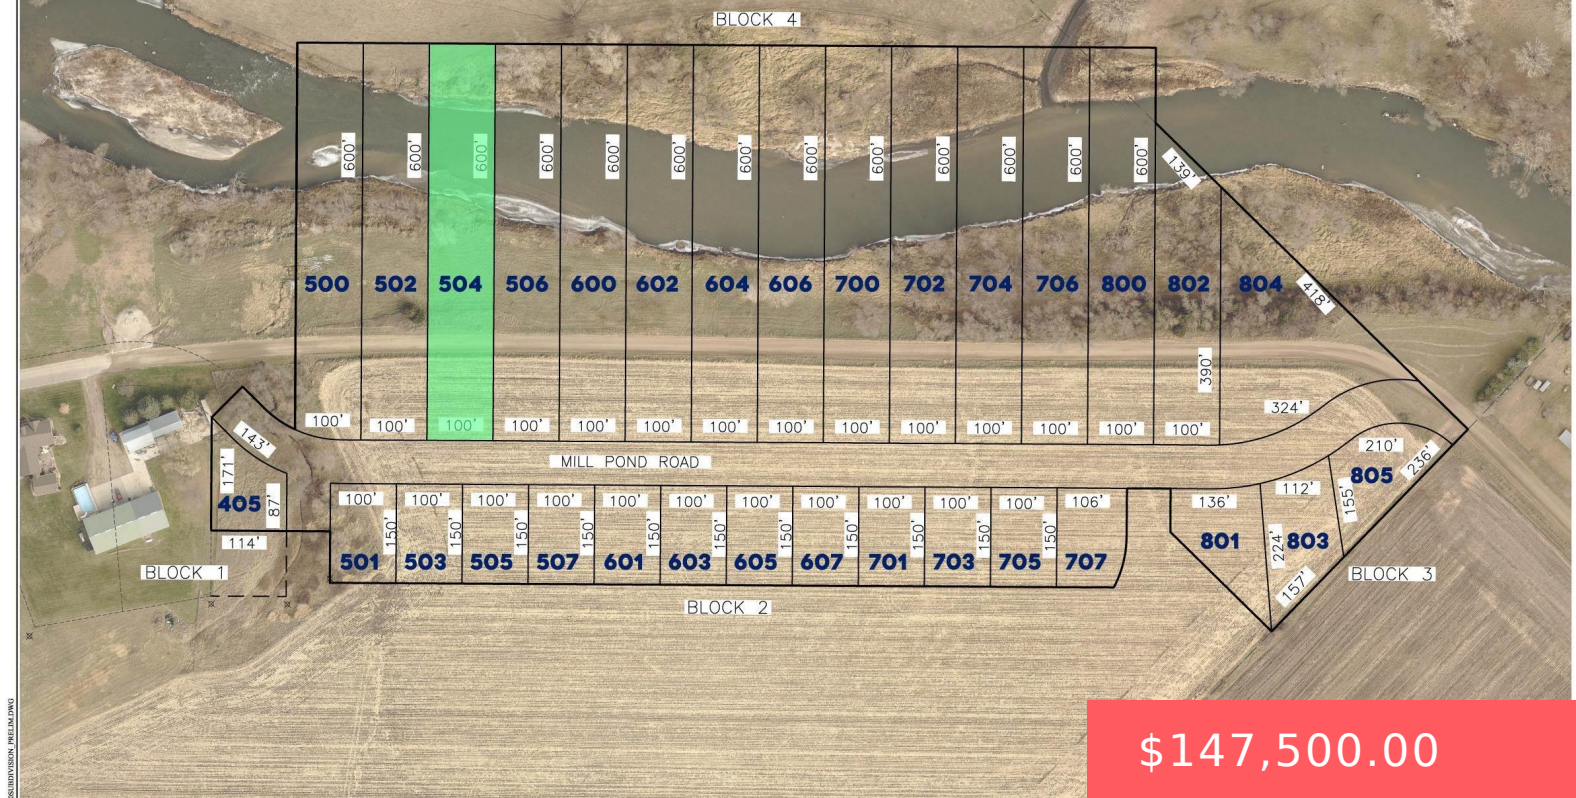 BLOCK 4
600' 600' 600' 600' 600' 600' 600' 600' 600' 600' 600' 600' 600' 139'
500 502 504 506 600 602 604 606 700 702 704 706 800 802 804 418'
390'
324'
100' 100' 100' 100' 100' 100' 100' 100' 100' 100' 100' 100' 100' 100'
MILL POND ROAD
143'
171'
405 87'
114'
BLOCK 1
100' 100' 100' 100' 100' 100' 100' 100' 100' 100' 100' 106'
150' 150' 150' 150' 150' 150' 150' 150' 150' 150' 150'
501 503 505 507 601 603 605 607 701 703 705 707
BLOCK 2
210'
236'
805
136' 112' 155'
801 224' 803
157'
BLOCK 3
SUBDIVISION_PRELIM.DWG
$147,500.00